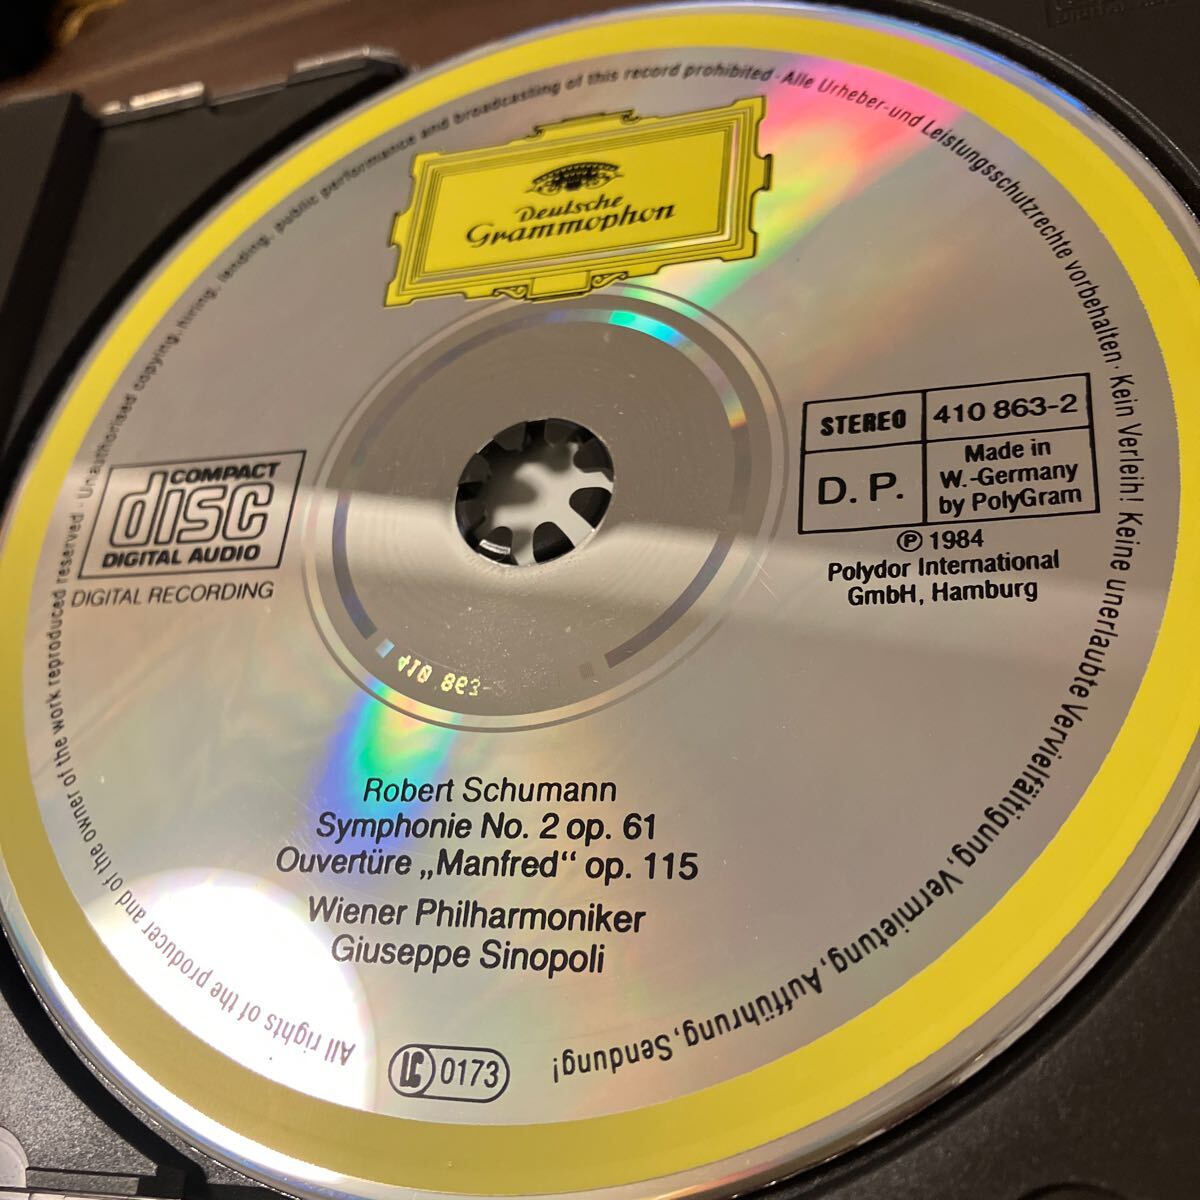 Deutsche
Grammophon
COMPACT
disc
DIGITAL AUDIO
DIGITAL RECORDING
STEREO
410 863-2
D. P.
Made in
W.-Germany
by PolyGram
Ⓟ 1984
Polydor International
GmbH, Hamburg
410 863-2
Robert Schumann
Symphonie No. 2 op. 61
Ouvertüre „Manfred“ op. 115
Wiener Philharmoniker
Giuseppe Sinopoli
LC 0173
All rights of the producer and of the owner of the work reproduced reserved · Unauthorised copying, hiring, lending, public performance and broadcasting of this record prohibited · Alle Urheber- und Leistungsschutzrechte vorbehalten · Kein Verleih! Keine unerlaubte Vervielfältigung, Vermietung, Aufführung, Sendung!